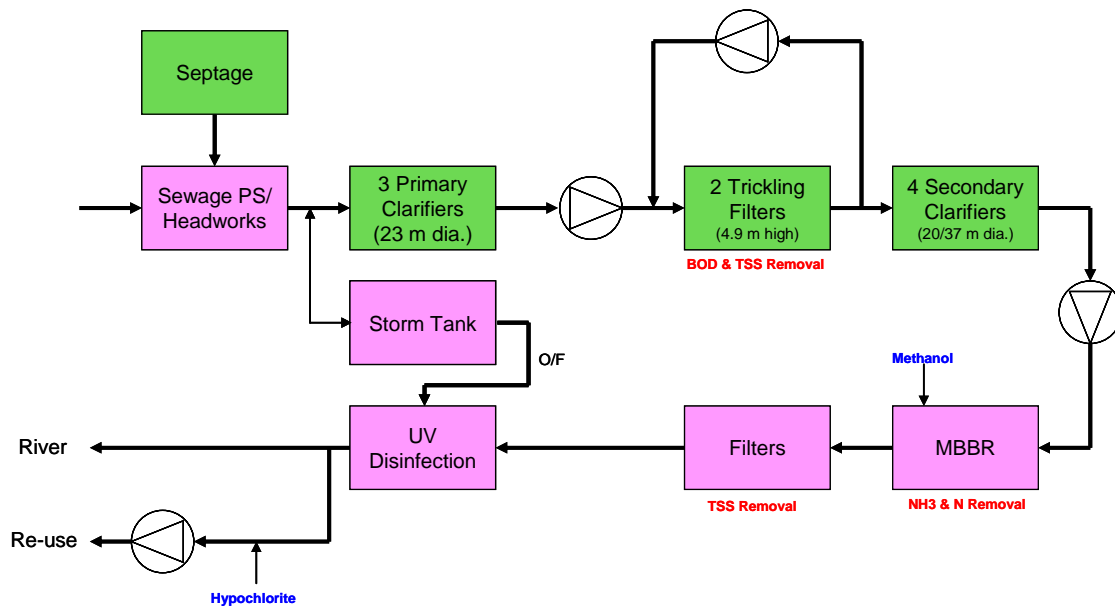 Septage
Sewage PS/
Headworks
3 Primary
Clarifiers
(23 m dia.)
2 Trickling
Filters
(4.9 m high)
4 Secondary
Clarifiers
(20/37 m dia.)
BOD & TSS Removal
Storm Tank
O/F
Methanol
River
UV
Disinfection
Filters
MBBR
TSS Removal
NH3 & N Removal
Re-use
Hypochlorite